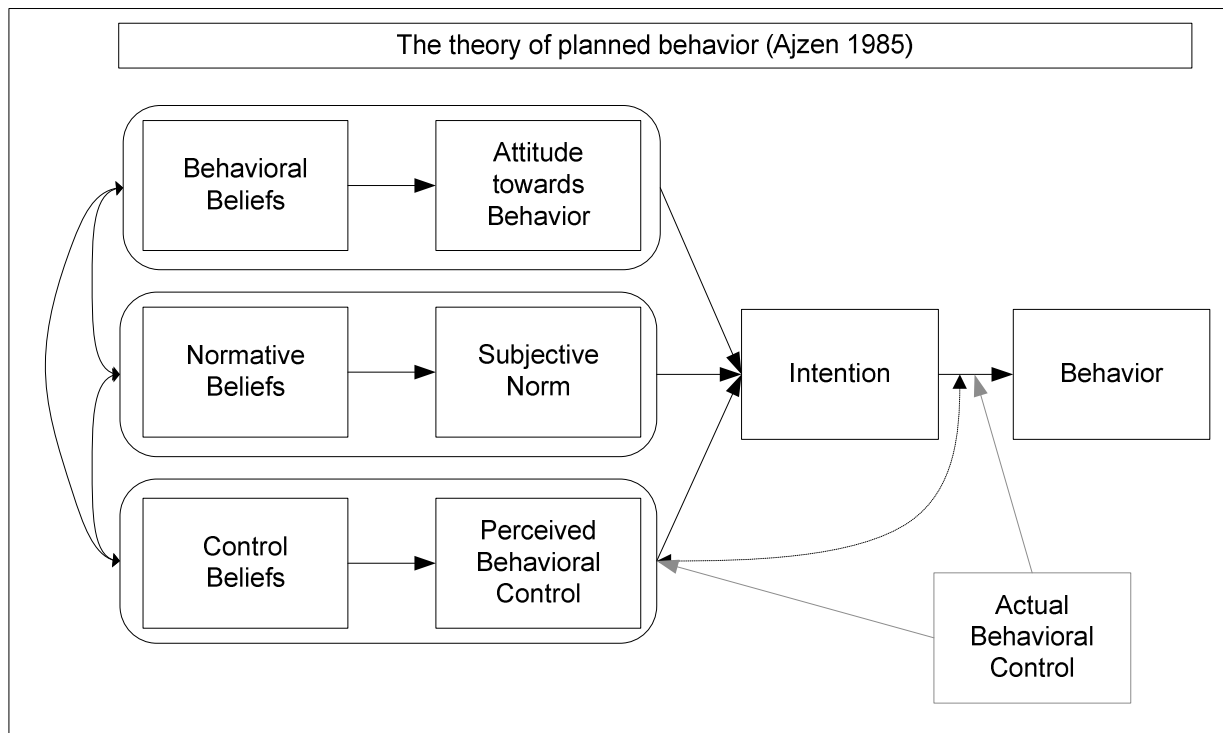 The theory of planned behavior (Ajzen 1985)
Behavioral
Beliefs
Attitude
towards
Behavior
Normative
Beliefs
Subjective
Norm
Intention
Behavior
Control
Beliefs
Perceived
Behavioral
Control
Actual
Behavioral
Control